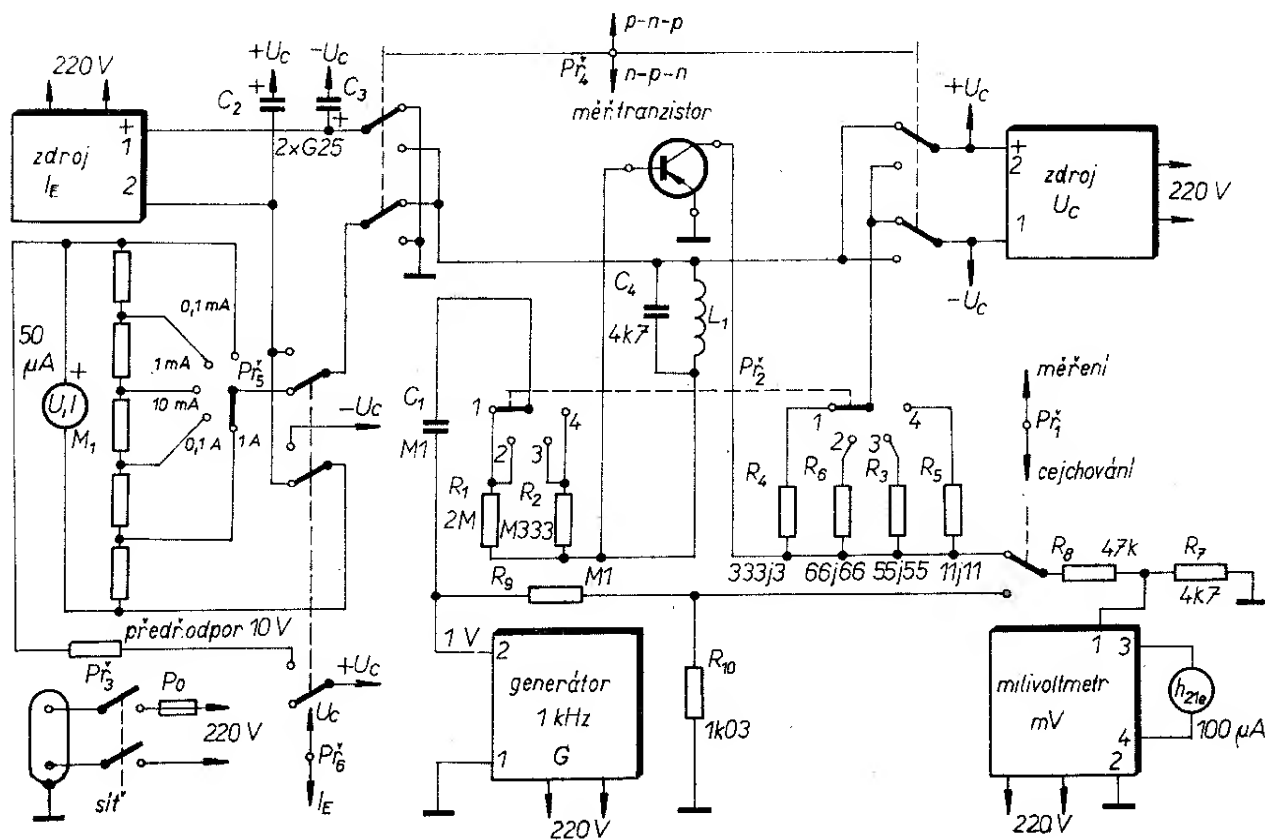 p-n-p
+Uc
-Uc
220 V
Př4
n-p-n
C2
+
C3
+
měř. tranzistor
+Uc
2xG25
zdroj
IE
+
1
2
+
2
1
zdroj
Uc
220 V
-Uc
C4
4k7
L1
0,1 mA
50
μA
1 mA
Př5
10 mA
0,1 A
1 A
+
U,I
M1
-Uc
Př2
C1
M1
1
2
3
4
1
2
3
4
měření
Př1
cejchování
R1
2M
R2
M333
R4
R6
R3
R5
333j3
66j66
55j55
11j11
R8
47k
R7
4k7
R9
M1
předř. odpor 10 V
1 V
2
generátor
1 kHz
G
1
220 V
R10
1k03
1
3
milivoltmetr
mV
4
2
h21e
100 μA
220 V
Př3
Po
220 V
síť
+Uc
Uc
Př6
IE